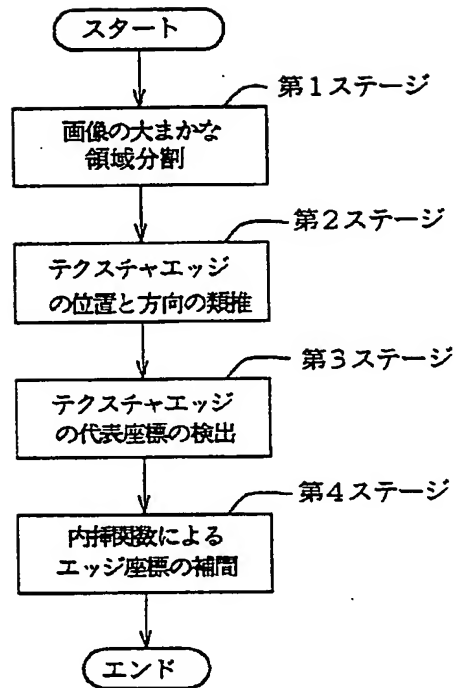 スタート
第1ステージ
画像の大まかな
領域分割
第2ステージ
テクスチャエッジ
の位置と方向の類推
第3ステージ
テクスチャエッジ
の代表座標の検出
第4ステージ
内挿関数による
エッジ座標の補間
エンド